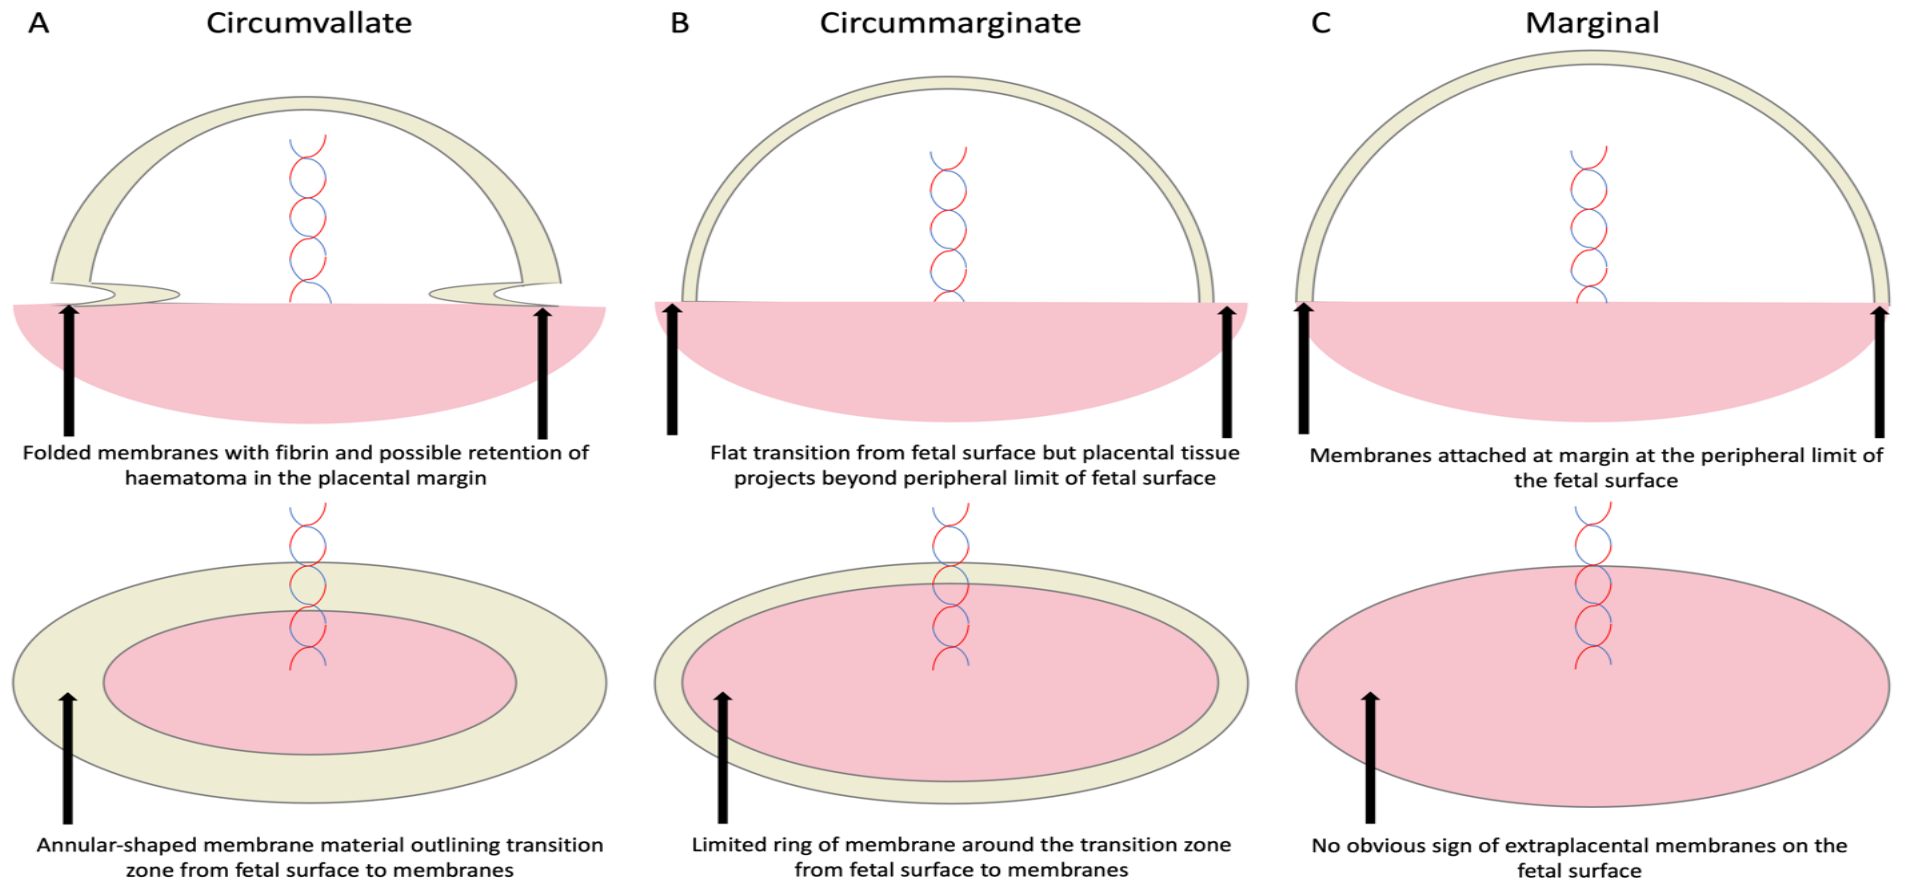 A
Circumvallate
B
Circummarginate
C
Marginal
Folded membranes with fibrin and possible retention of
haematoma in the placental margin
Flat transition from fetal surface but placental tissue
projects beyond peripheral limit of fetal surface
Membranes attached at margin at the peripheral limit of
the fetal surface
Annular-shaped membrane material outlining transition
zone from fetal surface to membranes
Limited ring of membrane around the transition zone
from fetal surface to membranes
No obvious sign of extraplacental membranes on the
fetal surface